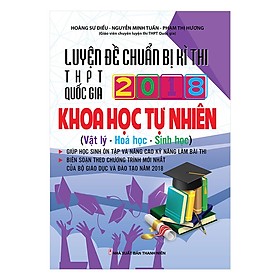 HOÀNG SƯ ĐIỂU - NGUYỄN MINH TUẤN - PHẠM THỊ HƯƠNG
(Giáo viên chuyên luyện thi THPT Quốc gia)
LUYỆN ĐỀ CHUẨN BỊ KÌ THI
THPT
QUỐC GIA 2018
KHOA HỌC TỰ NHIÊN
(Vật lý - Hoá học - Sinh học)
GIÚP HỌC SINH ÔN TẬP VÀ NÂNG CAO KỸ NĂNG LÀM BÀI THI
BIÊN SOẠN THEO CHƯƠNG TRÌNH MỚI NHẤT
CỦA BỘ GIÁO DỤC VÀ ĐÀO TẠO NĂM 2018
NHÀ XUẤT BẢN THANH NIÊN